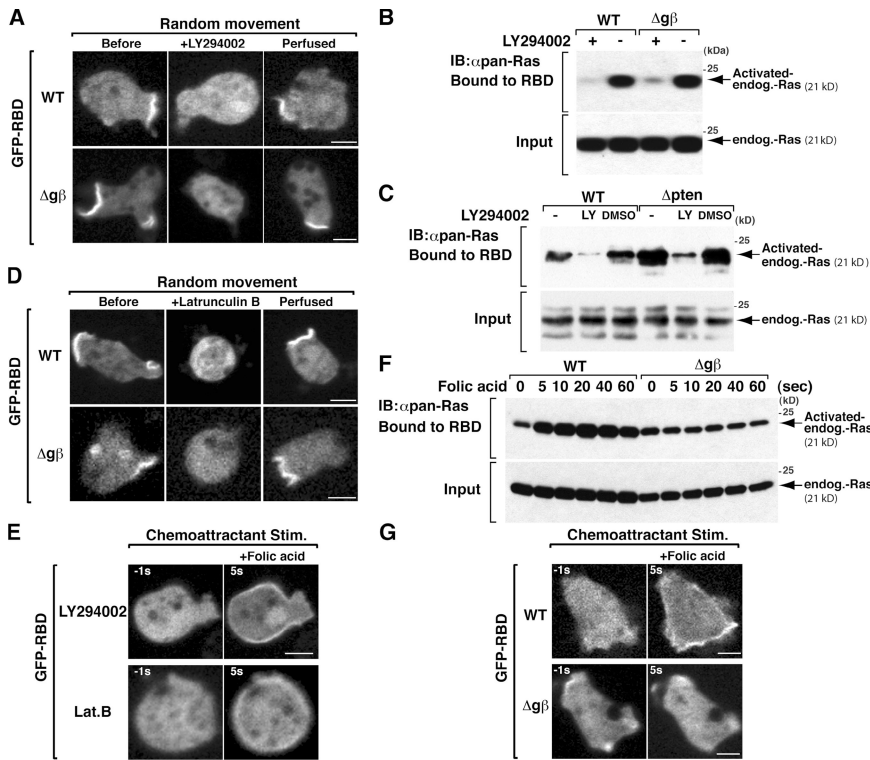 A
Random movement
Before
+LY294002
Perfused
GFP-RBD
WT
Δgβ
B
WT
Δgβ
LY294002
+
-
+
-
(kDa)
IB:αpan-Ras
Bound to RBD
-25
Activated-
endog.-Ras (21 kD)
Input
-25
endog.-Ras (21kD)
C
WT
Δpten
LY294002
-
LY
DMSO
-
LY
DMSO
(kD)
IB:αpan-Ras
Bound to RBD
-25
Activated-
endog.-Ras (21 kD)
Input
-25
endog.-Ras (21 kD)
D
Random movement
Before
+Latrunculin B
Perfused
GFP-RBD
WT
Δgβ
F
WT
Δgβ
Folic acid
0 5 10 20 40 60 0 5 10 20 40 60 (sec)
(kD)
IB:αpan-Ras
Bound to RBD
-25
Activated-
endog.-Ras
(21 kD)
Input
-25
endog.-Ras
(21 kD)
E
Chemoattractant Stim.
+Folic acid
GFP-RBD
LY294002
-1s
5s
Lat.B
-1s
5s
G
Chemoattractant Stim.
+Folic acid
GFP-RBD
WT
-1s
5s
Δgβ
-1s
5s